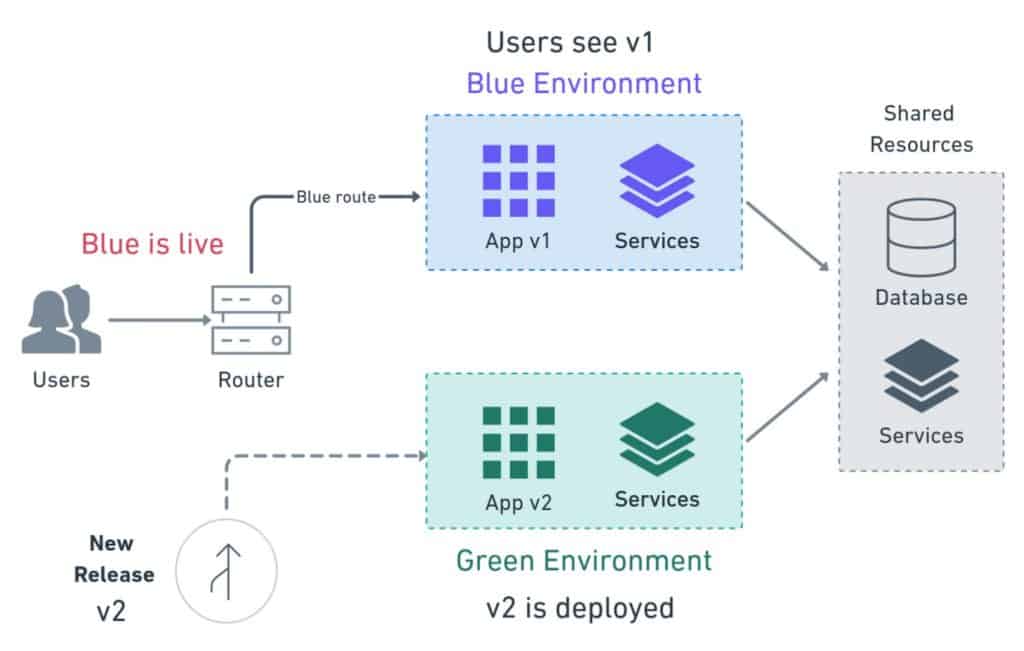 Users see v1
Blue Environment
Shared
Resources
Blue route
Blue is live
App v1
Services
Database
Users
Router
Services
App v2
Services
New
Release
v2
Green Environment
v2 is deployed